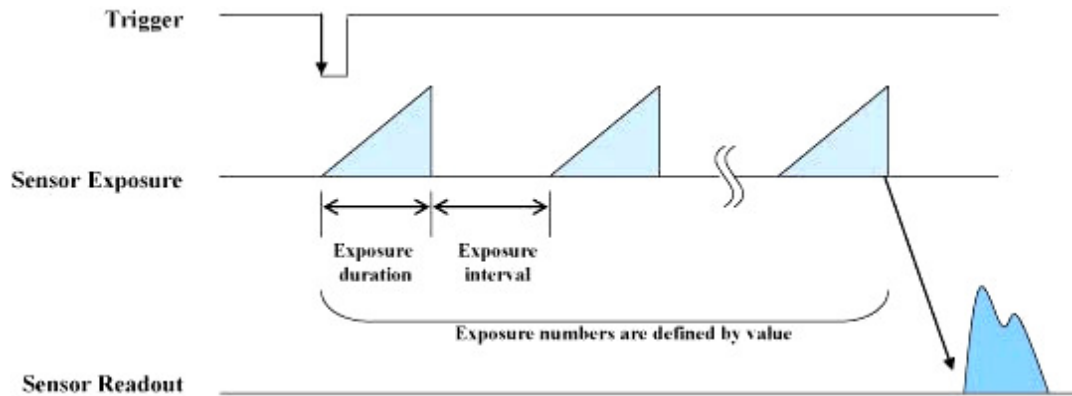 Trigger
Sensor Exposure
Exposure
duration
Exposure
interval
Exposure numbers are defined by value
Sensor Readout